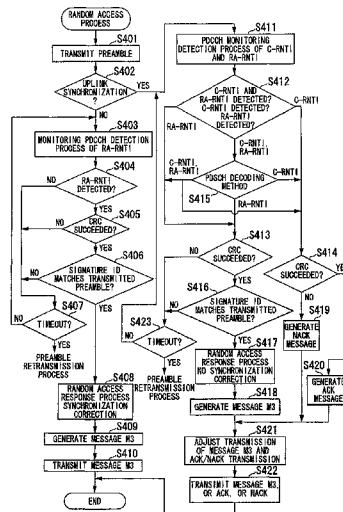 RANDOM ACCESS
PROCESS
S401
TRANSMIT PREAMBLE
S402
UPLINK
SYNCHRONIZATION
?
YES
NO
S403
MONITORING PDCCH DETECTION
PROCESS OF RA-RNTI
S404
RA-RNTI
DETECTED?
NO
YES
S405
CRC
SUCCEEDED?
NO
YES
S406
SIGNATURE ID
MATCHES TRANSMITTED
PREAMBLE?
NO
YES
S407
TIMEOUT?
NO
YES
PREAMBLE
RETRANSMISSION
PROCESS
S408
RANDOM ACCESS
RESPONSE PROCESS
SYNCHRONIZATION
CORRECTION
S409
GENERATE MESSAGE M3
S410
TRANSMIT MESSAGE M3
END
S411
PDCCH MONITORING
DETECTION PROCESS OF C-RNTI
AND RA-RNTI
S412
C-RNTI AND
RA-RNTI DETECTED?
C-RNTI DETECTED?
RA-RNTI
DETECTED?
C-RNTI
RA-RNTI
C-RNTI,
RA-RNTI
C-RNTI,
RA-RNTI
PDSCH DECODING
METHOD
S415
C-RNTI
RA-RNTI
S413
CRC
SUCCEEDED?
NO
YES
S414
CRC
SUCCEEDED?
YES
NO
S416
SIGNATURE ID
MATCHES TRANSMITTED
PREAMBLE?
NO
YES
S423
TIMEOUT?
NO
YES
PREAMBLE
RETRANSMISSION
PROCESS
S417
RANDOM ACCESS
RESPONSE PROCESS
NO SYNCHRONIZATION
CORRECTION
S418
GENERATE MESSAGE M3
S419
GENERATE
NACK
MESSAGE
S420
GENERATE
ACK
MESSAGE
S421
ADJUST TRANSMISSION
OF MESSAGE M3 AND
ACK/NACK TRANSMISSION
S422
TRANSIMIT MESSAGE M3,
OR ACK, OR NACK